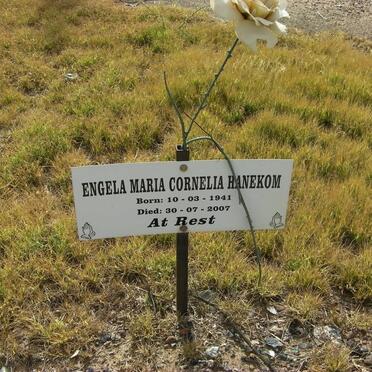 ENGELA MARIA CORNELIA HANEKOM
Born: 10 - 03 - 1941
Died: 30 - 07 - 2007
At Rest